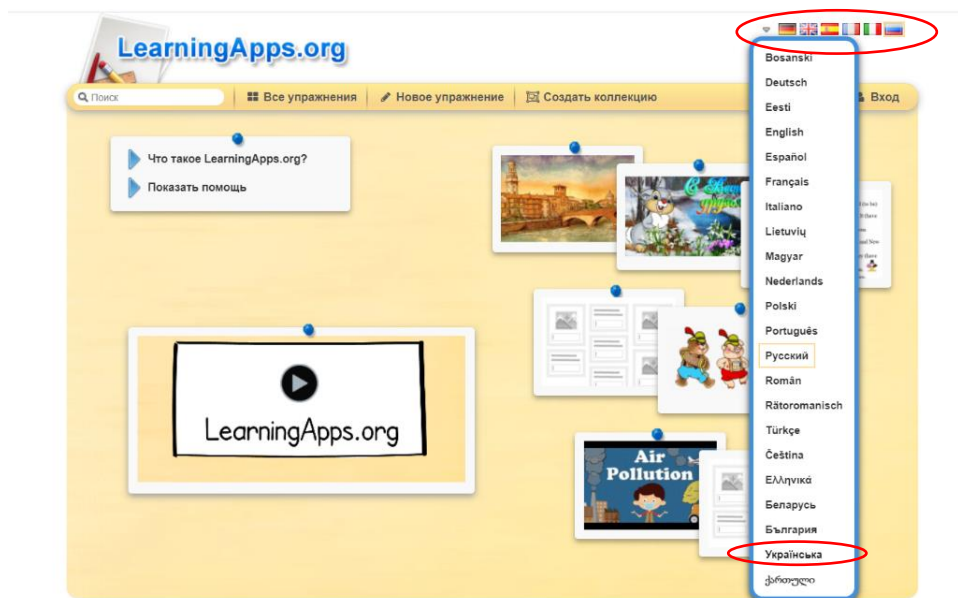 LearningApps.org
Поиск
Все упражнения
Новое упражнение
Создать коллекцию
Вход
Что такое LearningApps.org?
Показать помощь
LearningApps.org
Air
Pollution
Bosanski
Deutsch
Eesti
English
Español
Français
Italiano
Lietuvių
Magyar
Nederlands
Polski
Português
Русский
Român
Rätoromanisch
Türkçe
Čeština
Ελληνικά
Беларусь
България
Українська
ქართული